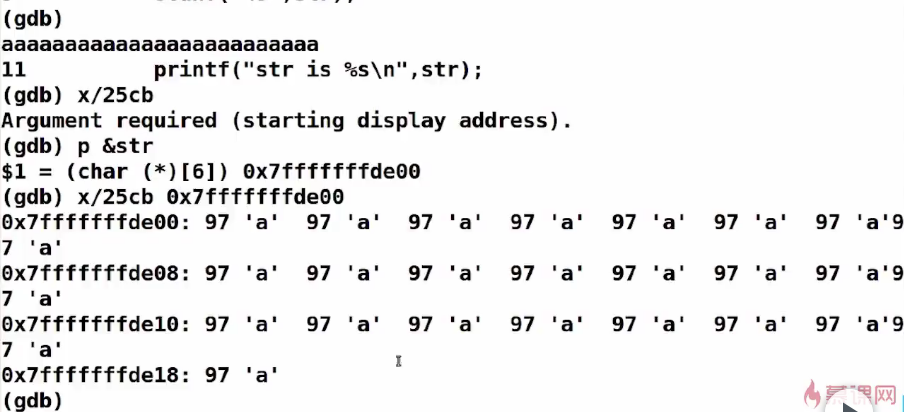 (gdb)
aaaaaaaaaaaaaaaaaaaaaaaaa
11          printf("str is %s\n",str);
(gdb) x/25cb
Argument required (starting display address).
(gdb) p &str
$1 = (char (*)[6]) 0x7fffffffde00
(gdb) x/25cb 0x7fffffffde00
0x7fffffffde00: 97 'a'  97 'a'  97 'a'  97 'a'  97 'a'  97 'a'  97 'a'9
7 'a'
0x7fffffffde08: 97 'a'  97 'a'  97 'a'  97 'a'  97 'a'  97 'a'  97 'a'9
7 'a'
0x7fffffffde10: 97 'a'  97 'a'  97 'a'  97 'a'  97 'a'  97 'a'  97 'a'9
7 'a'
0x7fffffffde18: 97 'a'
(gdb)
慕课网